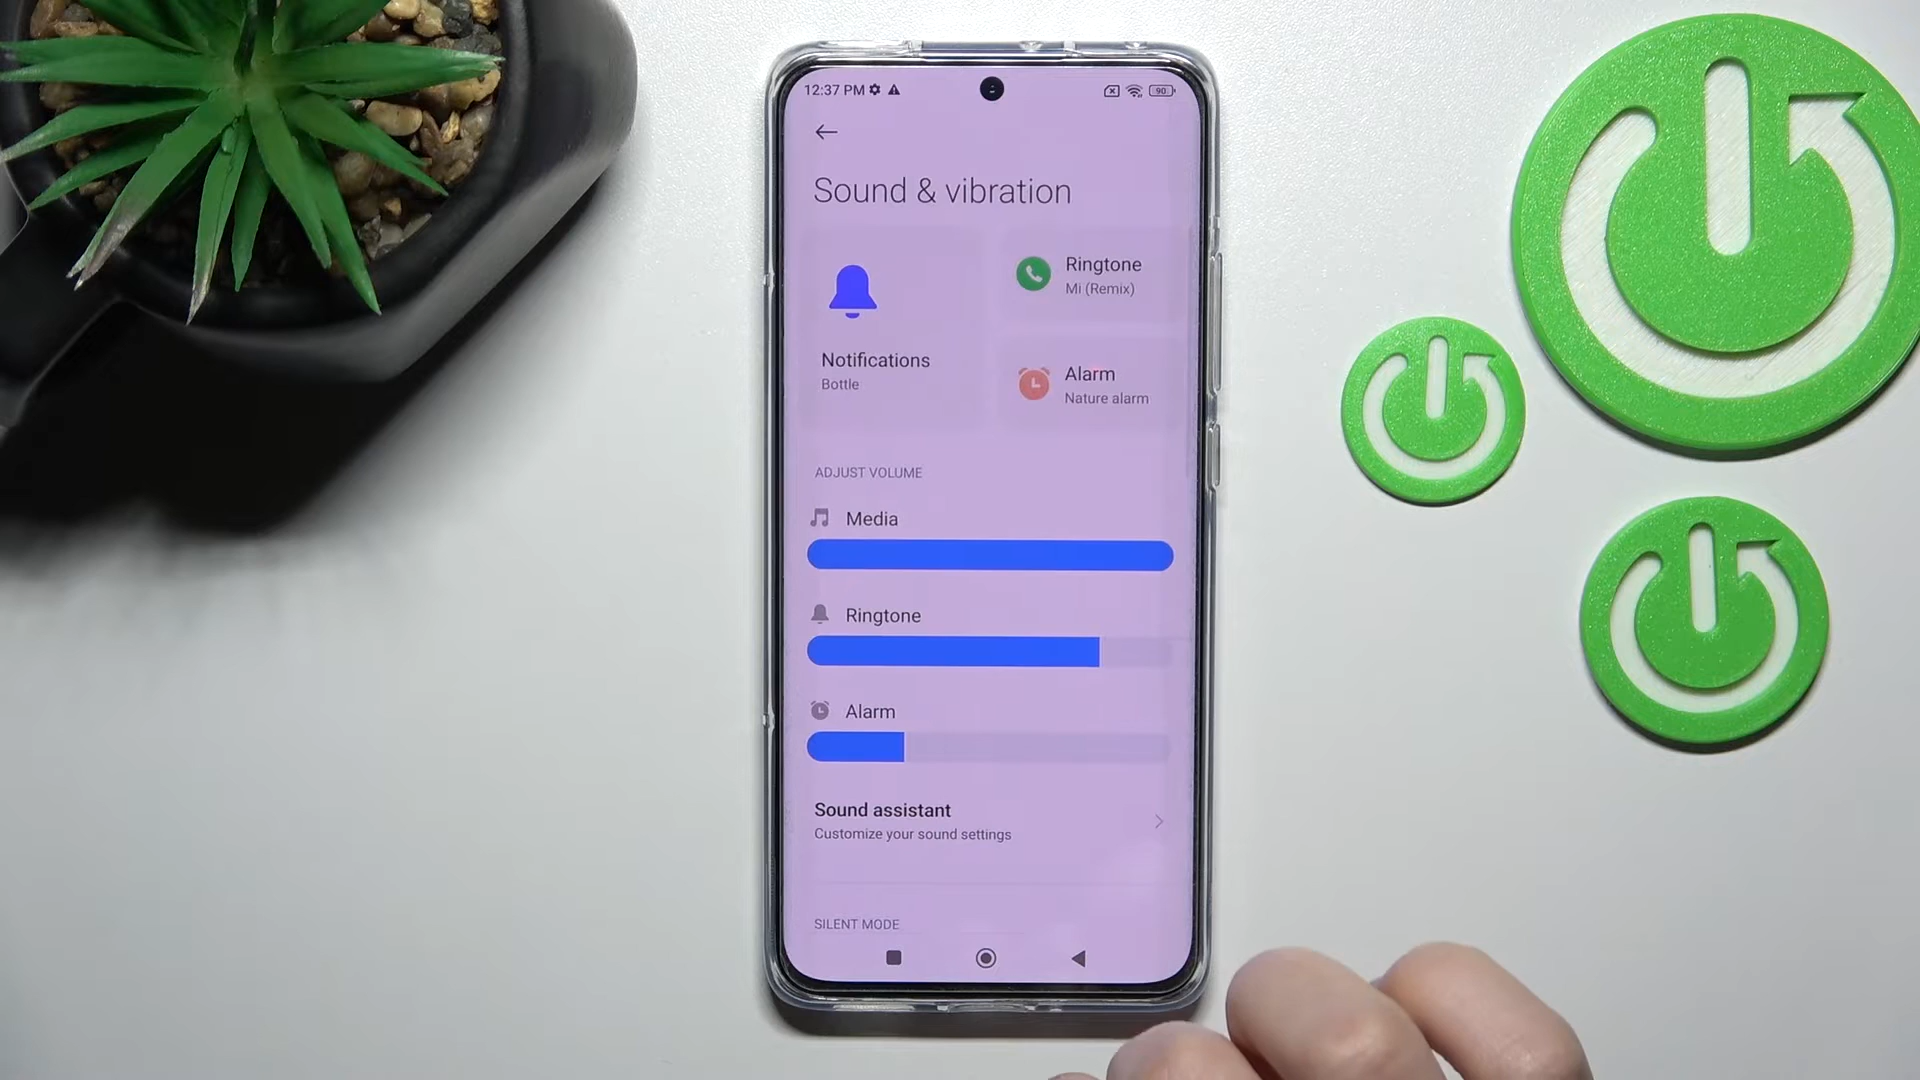 12:37 PM
90
Sound & vibration
Notifications
Bottle
Ringtone
Mi (Remix)
Alarm
Nature alarm
ADJUST VOLUME
Media
Ringtone
Alarm
Sound assistant
Customize your sound settings
SILENT MODE